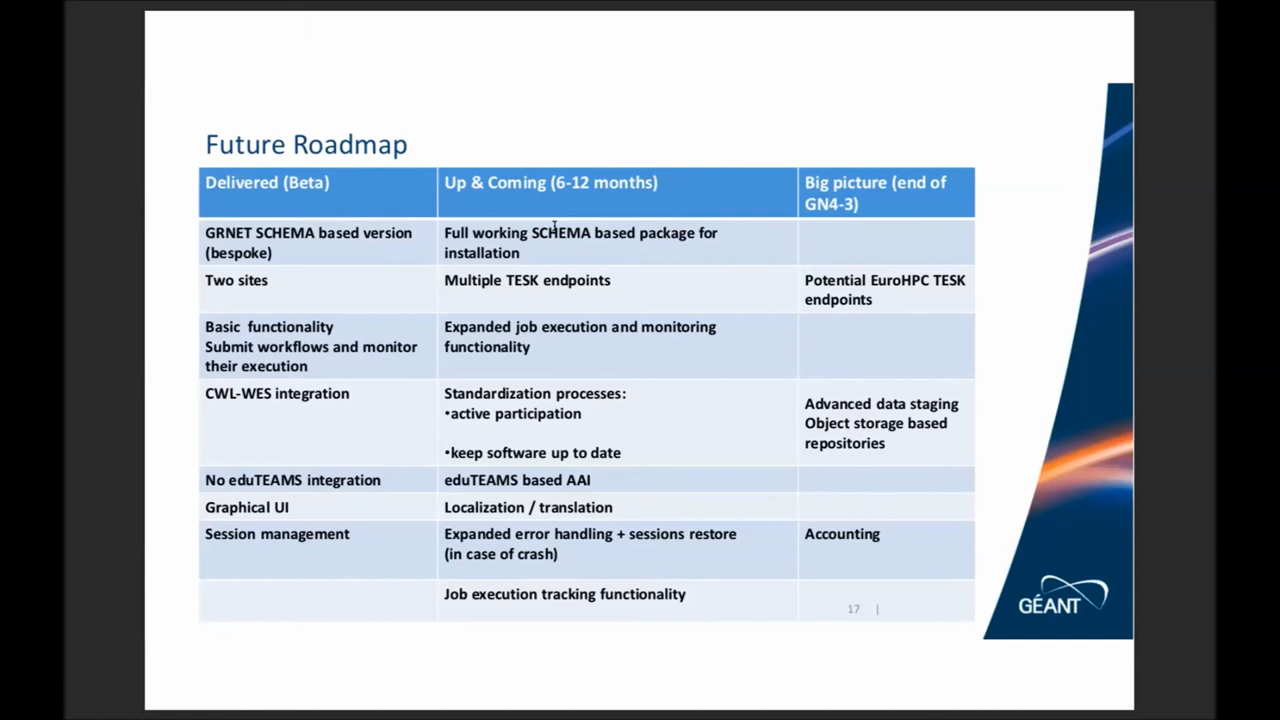 Future Roadmap
Delivered (Beta)
Up & Coming (6-12 months)
Big picture (end of
GN4-3)
GRNET SCHEMA based version
(bespoke)
Full working SCHEMA based package for
installation
Two sites
Multiple TESK endpoints
Potential EuroHPC TESK
endpoints
Basic functionality
Submit workflows and monitor
their execution
Expanded job execution and monitoring
functionality
CWL-WES integration
Standardization processes:
•active participation
•keep software up to date
Advanced data staging
Object storage based
repositories
No eduTEAMS integration
eduTEAMS based AAI
Graphical UI
Localization / translation
Session management
Expanded error handling + sessions restore
(in case of crash)
Accounting
Job execution tracking functionality
17 |
GÉANT